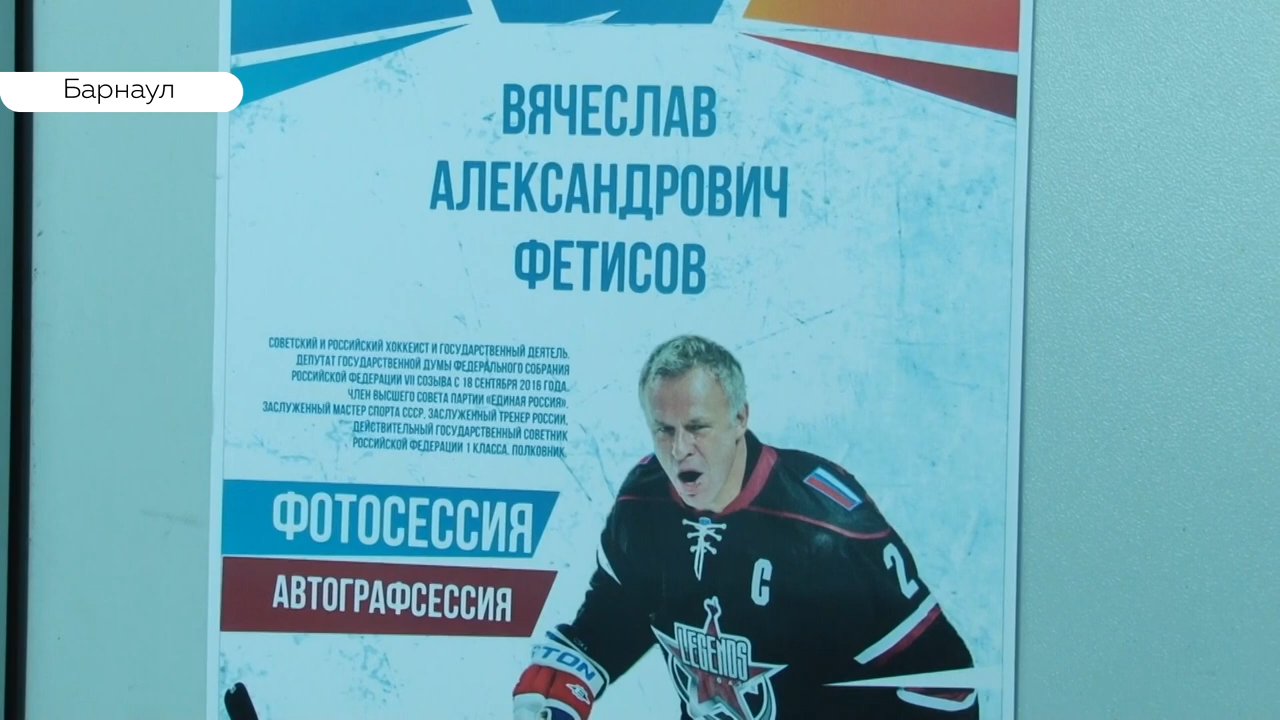 Барнаул
ВЯЧЕСЛАВ
АЛЕКСАНДРОВИЧ
ФЕТИСОВ
СОВЕТСКИЙ И РОССИЙСКИЙ ХОККЕИСТ И ГОСУДАРСТВЕННЫЙ ДЕЯТЕЛЬ.
ДЕПУТАТ ГОСУДАРСТВЕННОЙ ДУМЫ ФЕДЕРАЛЬНОГО СОБРАНИЯ
РОССИЙСКОЙ ФЕДЕРАЦИИ VII СОЗЫВА С 18 СЕНТЯБРЯ 2016 ГОДА.
ЧЛЕН ВЫСШЕГО СОВЕТА ПАРТИИ «ЕДИНАЯ РОССИЯ».
ЗАСЛУЖЕННЫЙ МАСТЕР СПОРТА СССР, ЗАСЛУЖЕННЫЙ ТРЕНЕР РОССИИ,
ДЕЙСТВИТЕЛЬНЫЙ ГОСУДАРСТВЕННЫЙ СОВЕТНИК
РОССИЙСКОЙ ФЕДЕРАЦИИ 1 КЛАССА. ПОЛКОВНИК.
ФОТОСЕССИЯ
АВТОГРАФСЕССИЯ
C
2
LEGENDS
TON